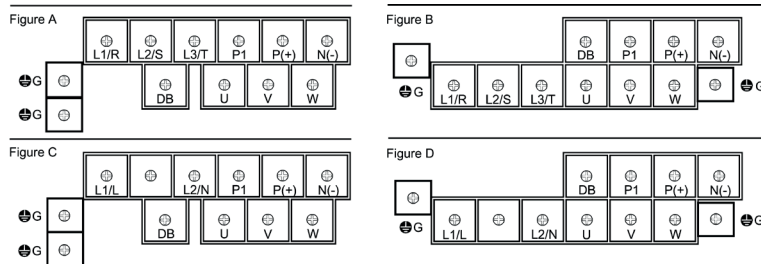 Figure A
L1/R L2/S L3/T P1 P(+) N(-)
G
DB U V W
G
Figure B
DB P1 P(+) N(-)
G
L1/R L2/S L3/T U V W
G
Figure C
L1/L L2/N P1 P(+) N(-)
G
DB U V W
G
Figure D
DB P1 P(+) N(-)
G
L1/L L2/N U V W
G